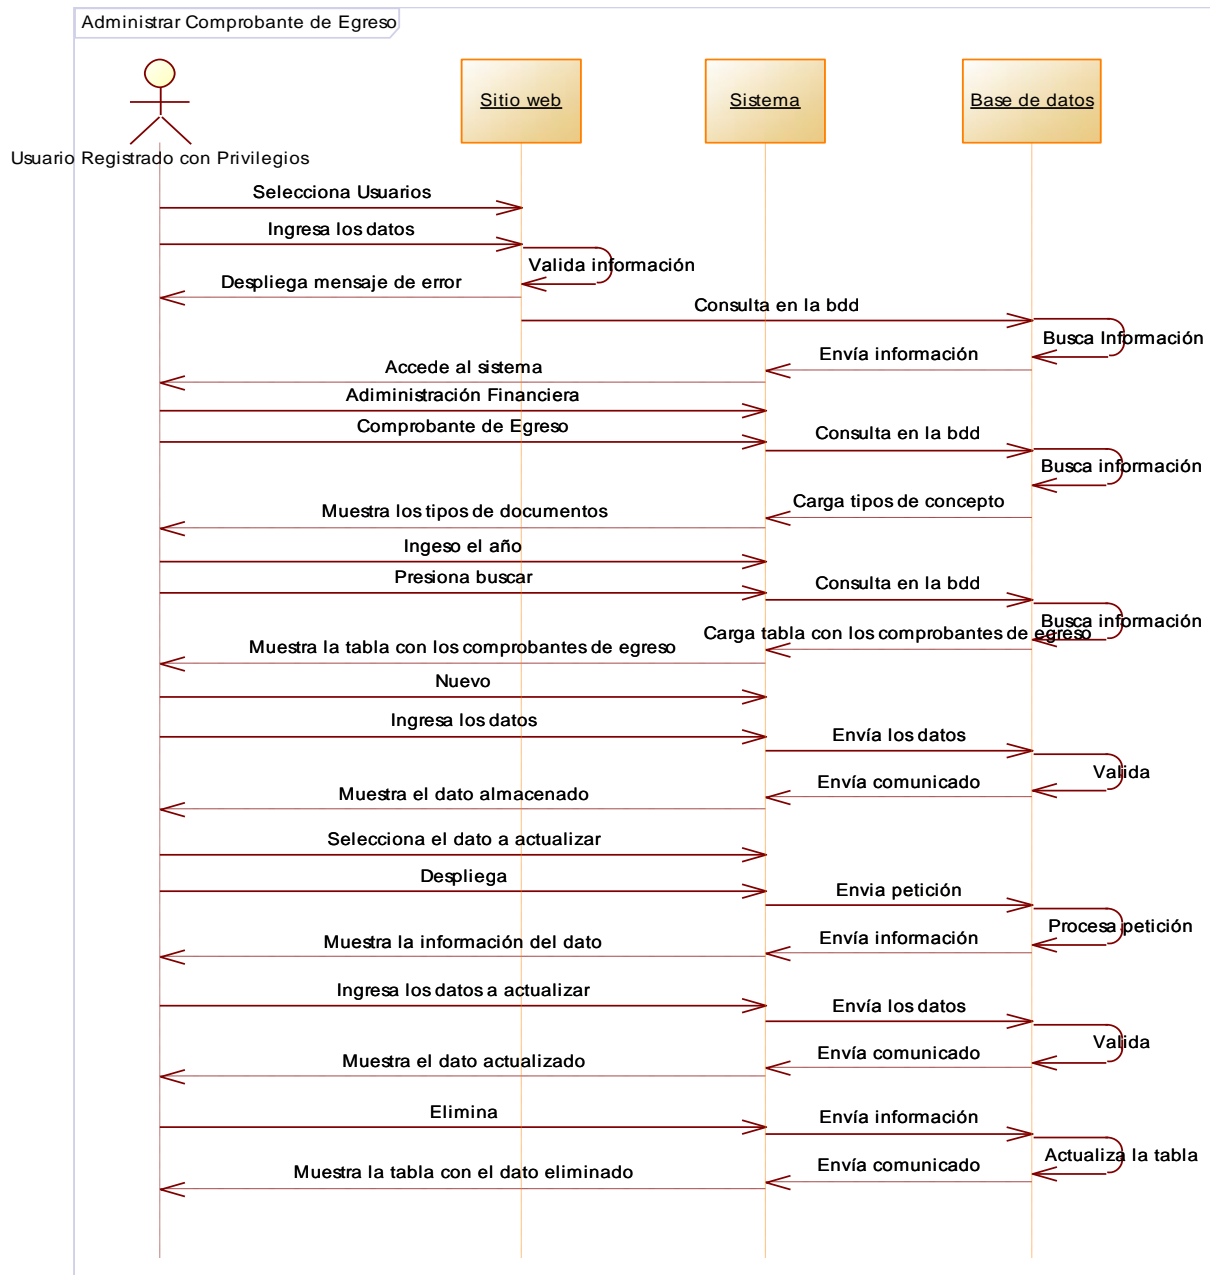 Administrar Comprobante de Egreso
Sitio web
Sistema
Base de datos
Usuario Registrado con Privilegios
Selecciona Usuarios
Ingresa los datos
Valida información
Despliega mensaje de error
Consulta en la bdd
Busca Información
Envía información
Accede al sistema
Adiministración Financiera
Comprobante de Egreso
Consulta en la bdd
Busca información
Carga tipos de concepto
Muestra los tipos de documentos
Ingeso el año
Presiona buscar
Consulta en la bdd
Busca información
Carga tabla con los comprobantes de egreso
Muestra la tabla con los comprobantes de egreso
Nuevo
Ingresa los datos
Envía los datos
Valida
Envía comunicado
Muestra el dato almacenado
Selecciona el dato a actualizar
Despliega
Envia petición
Procesa petición
Envía información
Muestra la información del dato
Ingresa los datos a actualizar
Envía los datos
Valida
Envía comunicado
Muestra el dato actualizado
Elimina
Envía información
Actualiza la tabla
Envía comunicado
Muestra la tabla con el dato eliminado